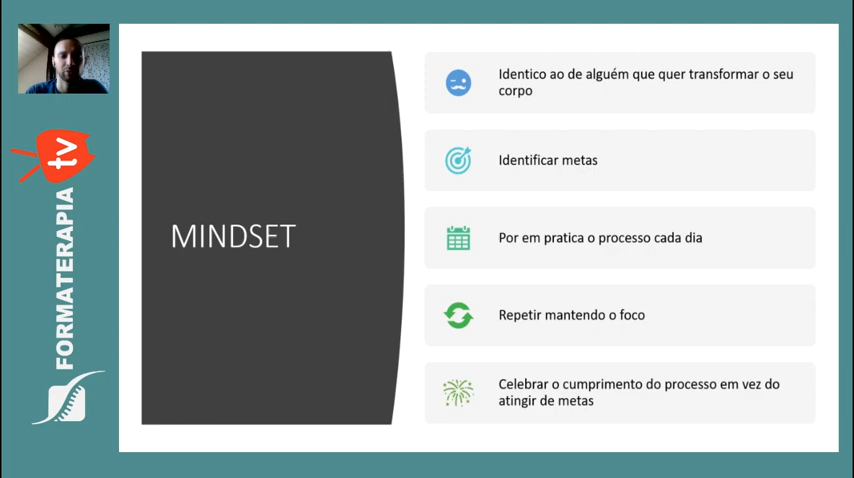 tv
FORMATERAPIA
MINDSET
Identico ao de alguém que quer transformar o seu
corpo
Identificar metas
Por em pratica o processo cada dia
Repetir mantendo o foco
Celebrar o cumprimento do processo em vez do
atingir de metas